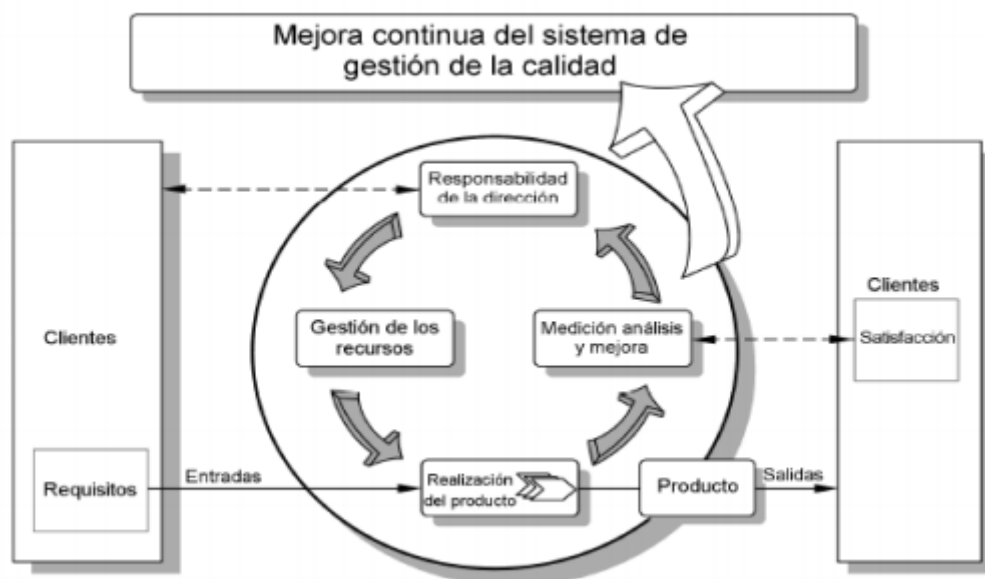 Mejora continua del sistema de
gestión de la calidad
Responsabilidad
de la dirección
Clientes
Gestión de los
recursos
Medición análisis
y mejora
Clientes
Satisfacción
Requisitos
Entradas
Realización
del producto
Producto
Salidas